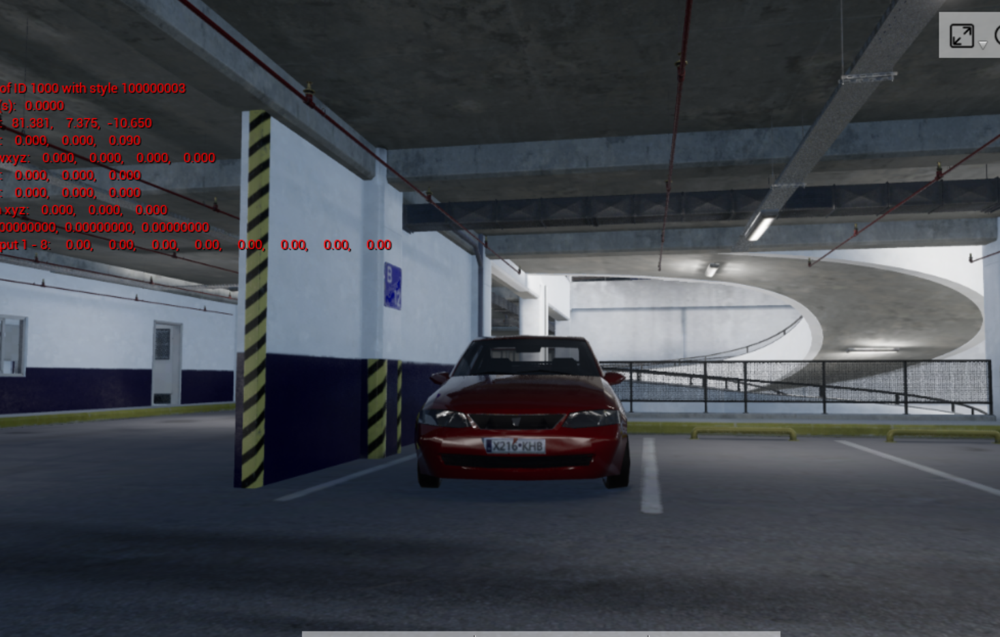 of ID 1000 with style 100000003
(s): 0.0000
: 81.381, 7.375, -10.650
: 0.000, 0.000, 0.090
wxyz: 0.000, 0.000, 0.000, 0.000
: 0.000, 0.000, 0.000
: 0.000, 0.000, 0.000
xyz: 0.000, 0.000, 0.000
00000000, 0.00000000, 0.00000000
put 1 - 8: 0.00, 0.00, 0.00, 0.00, 0.00, 0.00, 0.00, 0.00
B
X216•KHB